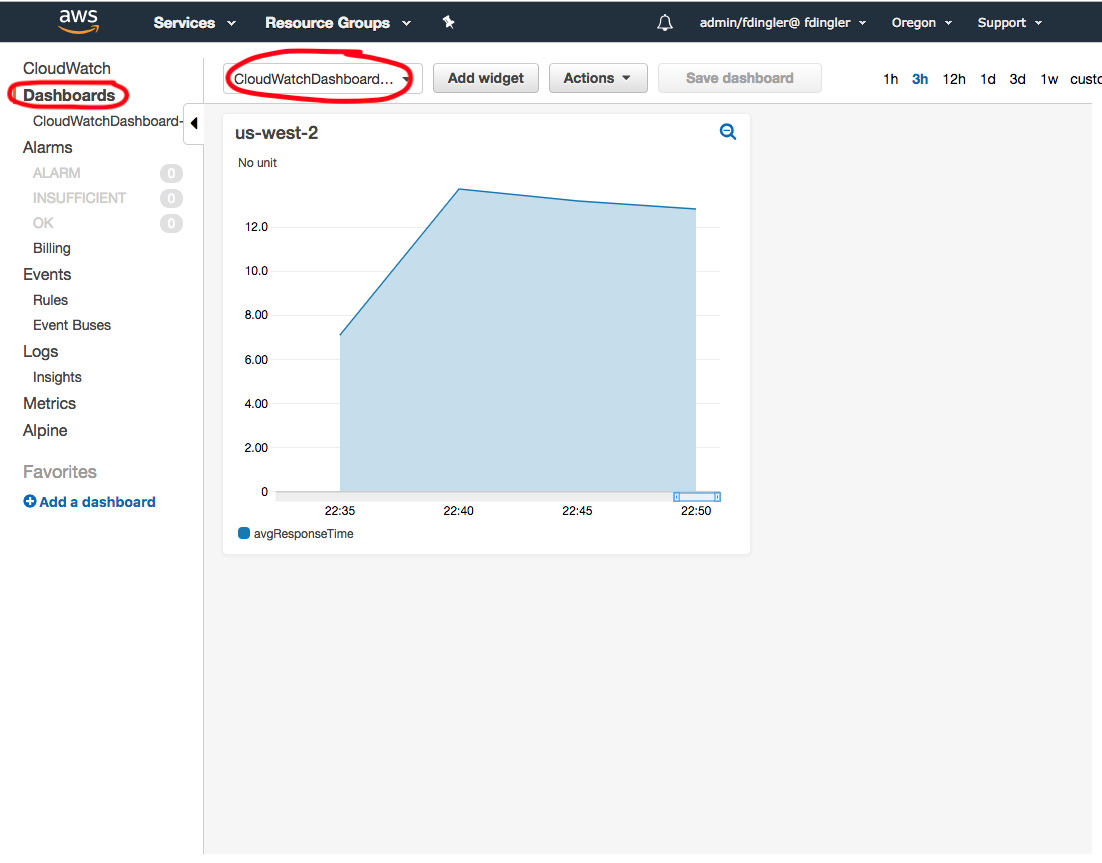 aws Services Resource Groups admin/fdingler@ fdingler Oregon Support
CloudWatch
Dashboards
CloudWatchDashboard-
Alarms
ALARM 0
INSUFFICIENT 0
OK 0
Billing
Events
Rules
Event Buses
Logs
Insights
Metrics
Alpine
Favorites
Add a dashboard
CloudWatchDashboard... Add widget Actions Save dashboard 1h 3h 12h 1d 3d 1w custo
us-west-2
No unit
12.0
10.0
8.00
6.00
4.00
2.00
0
22:35 22:40 22:45 22:50
avgResponseTime